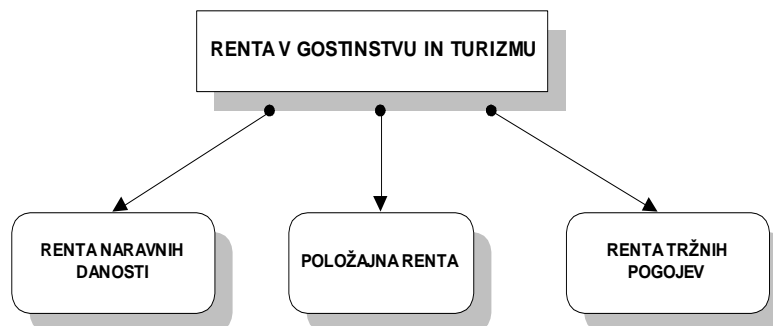 RENTA V GOSTINSTVU IN TURIZMU
RENTA NARAVNIH
DANOSTI
POLOŽAJNA RENTA
RENTA TRŽNIH
POGOJEV